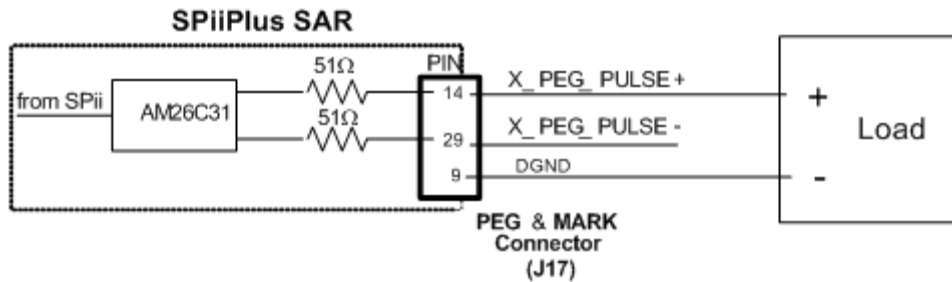 SPiiPlus SAR
51Ω
PIN
from SPii
AM26C31
14
X_PEG_PULSE+
+
51Ω
29
X_PEG_PULSE -
Load
9
DGND
-
PEG & MARK
Connector
(J17)